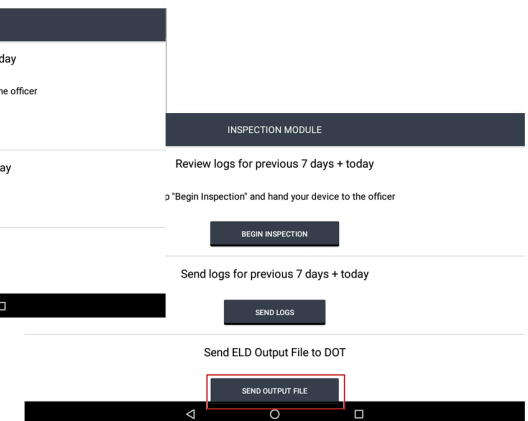 day
he officer
ay
INSPECTION MODULE
Review logs for previous 7 days + today
"Begin Inspection" and hand your device to the officer
BEGIN INSPECTION
Send logs for previous 7 days + today
SEND LOGS
Send ELD Output File to DOT
SEND OUTPUT FILE